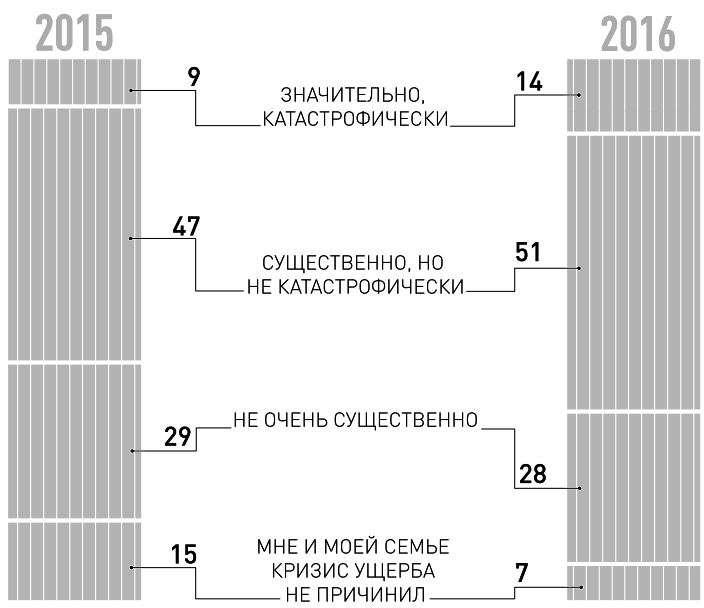 2015
2016
9
14
ЗНАЧИТЕЛЬНО,
КАТАСТРОФИЧЕСКИ
47
51
СУЩЕСТВЕННО, НО
НЕ КАТАСТРОФИЧЕСКИ
29
НЕ ОЧЕНЬ СУЩЕСТВЕННО
28
15
МНЕ И МОЕЙ СЕМЬЕ
КРИЗИС УЩЕРБА
НЕ ПРИЧИНИЛ
7